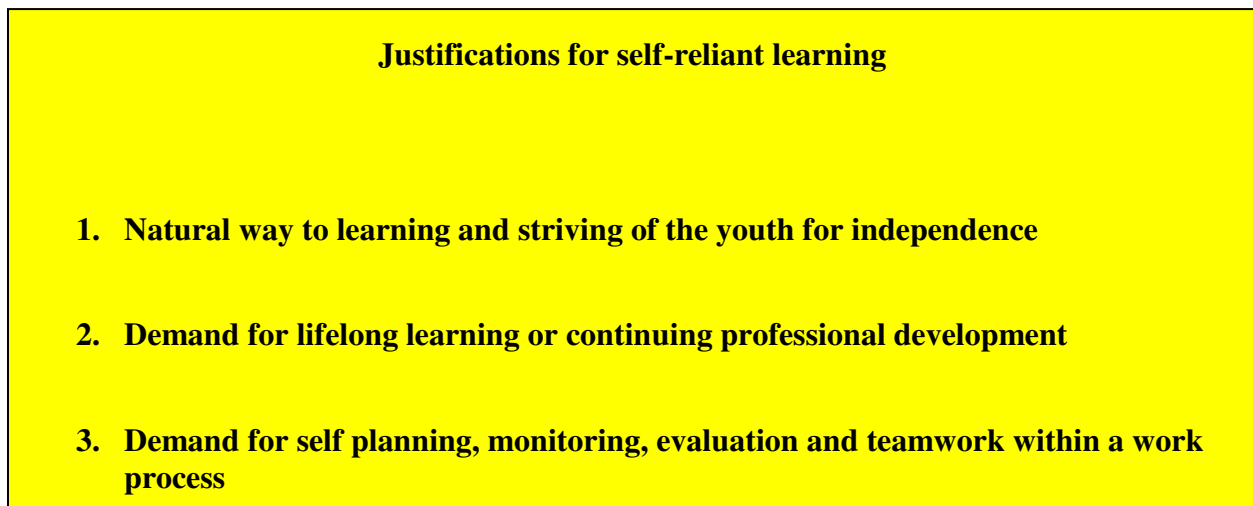 Justifications for self-reliant learning
1. Natural way to learning and striving of the youth for independence
2. Demand for lifelong learning or continuing professional development
3. Demand for self planning, monitoring, evaluation and teamwork within a work
process